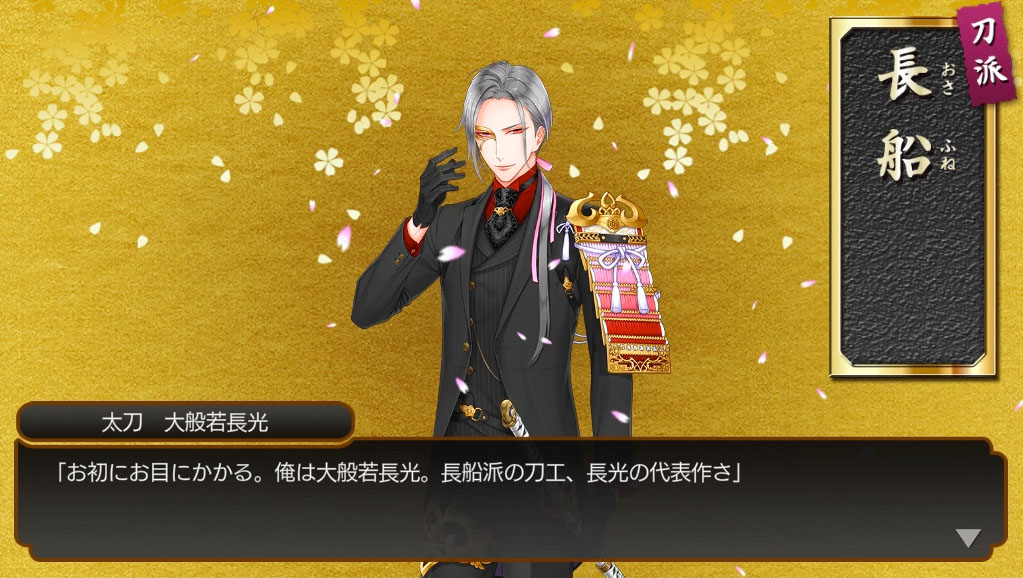 刀派
長船
おさ
ふね
太刀　大般若長光
「お初にお目にかかる。俺は大般若長光。長船派の刀工、長光の代表作さ」